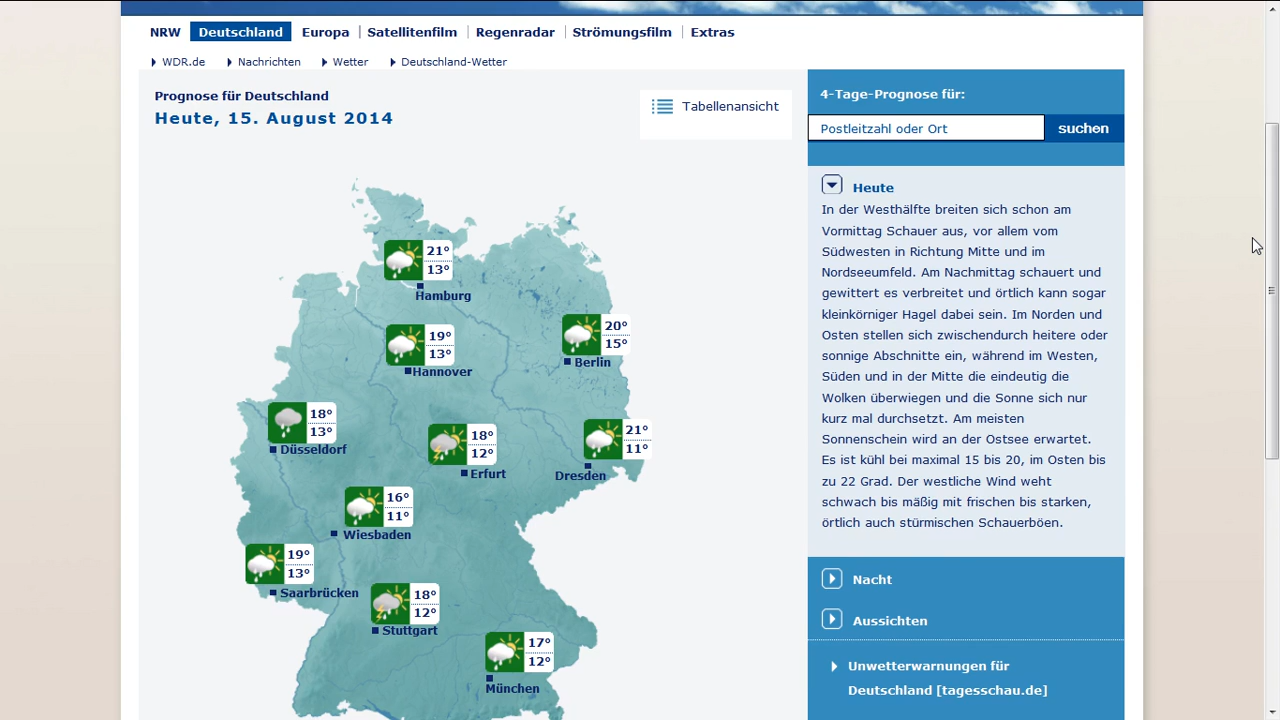 NRW Deutschland Europa Satellitenfilm Regenradar Strömungsfilm Extras
WDR.de Nachrichten Wetter Deutschland-Wetter
Prognose für Deutschland
Heute, 15. August 2014
Tabellenansicht
21°
13°
Hamburg
19°
13°
Hannover
20°
15°
Berlin
18°
13°
Düsseldorf
18°
12°
Erfurt
21°
11°
Dresden
16°
11°
Wiesbaden
19°
13°
Saarbrücken
18°
12°
Stuttgart
17°
12°
München
4-Tage-Prognose für:
Postleitzahl oder Ort suchen
Heute
In der Westhälfte breiten sich schon am
Vormittag Schauer aus, vor allem vom
Südwesten in Richtung Mitte und im
Nordseeumfeld. Am Nachmittag schauert und
gewittert es verbreitet und örtlich kann sogar
kleinkörniger Hagel dabei sein. Im Norden und
Osten stellen sich zwischendurch heitere oder
sonnige Abschnitte ein, während im Westen,
Süden und in der Mitte die eindeutig die
Wolken überwiegen und die Sonne sich nur
kurz mal durchsetzt. Am meisten
Sonnenschein wird an der Ostsee erwartet.
Es ist kühl bei maximal 15 bis 20, im Osten bis
zu 22 Grad. Der westliche Wind weht
schwach bis mäßig mit frischen bis starken,
örtlich auch stürmischen Schauerböen.
Nacht
Aussichten
Unwetterwarnungen für
Deutschland [tagesschau.de]